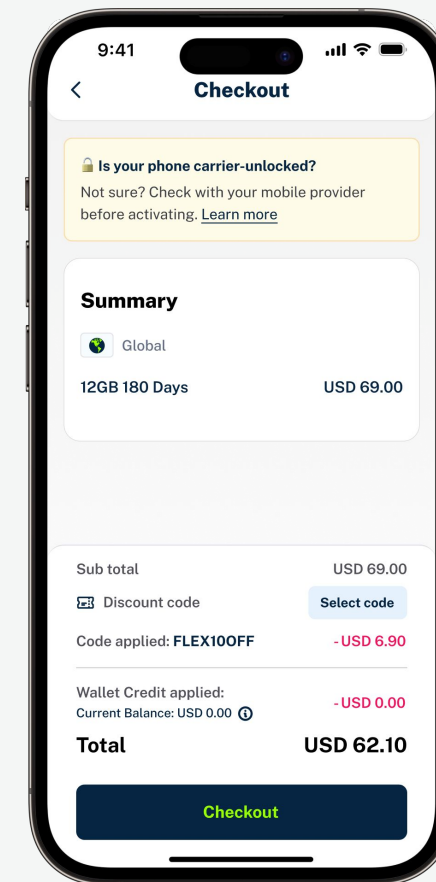 9:41
Checkout
Is your phone carrier-unlocked?
Not sure? Check with your mobile provider
before activating. Learn more
Summary
Global
12GB 180 Days USD 69.00
Sub total USD 69.00
Discount code Select code
Code applied: FLEX10OFF - USD 6.90
Wallet Credit applied:
Current Balance: USD 0.00 - USD 0.00
Total USD 62.10
Checkout